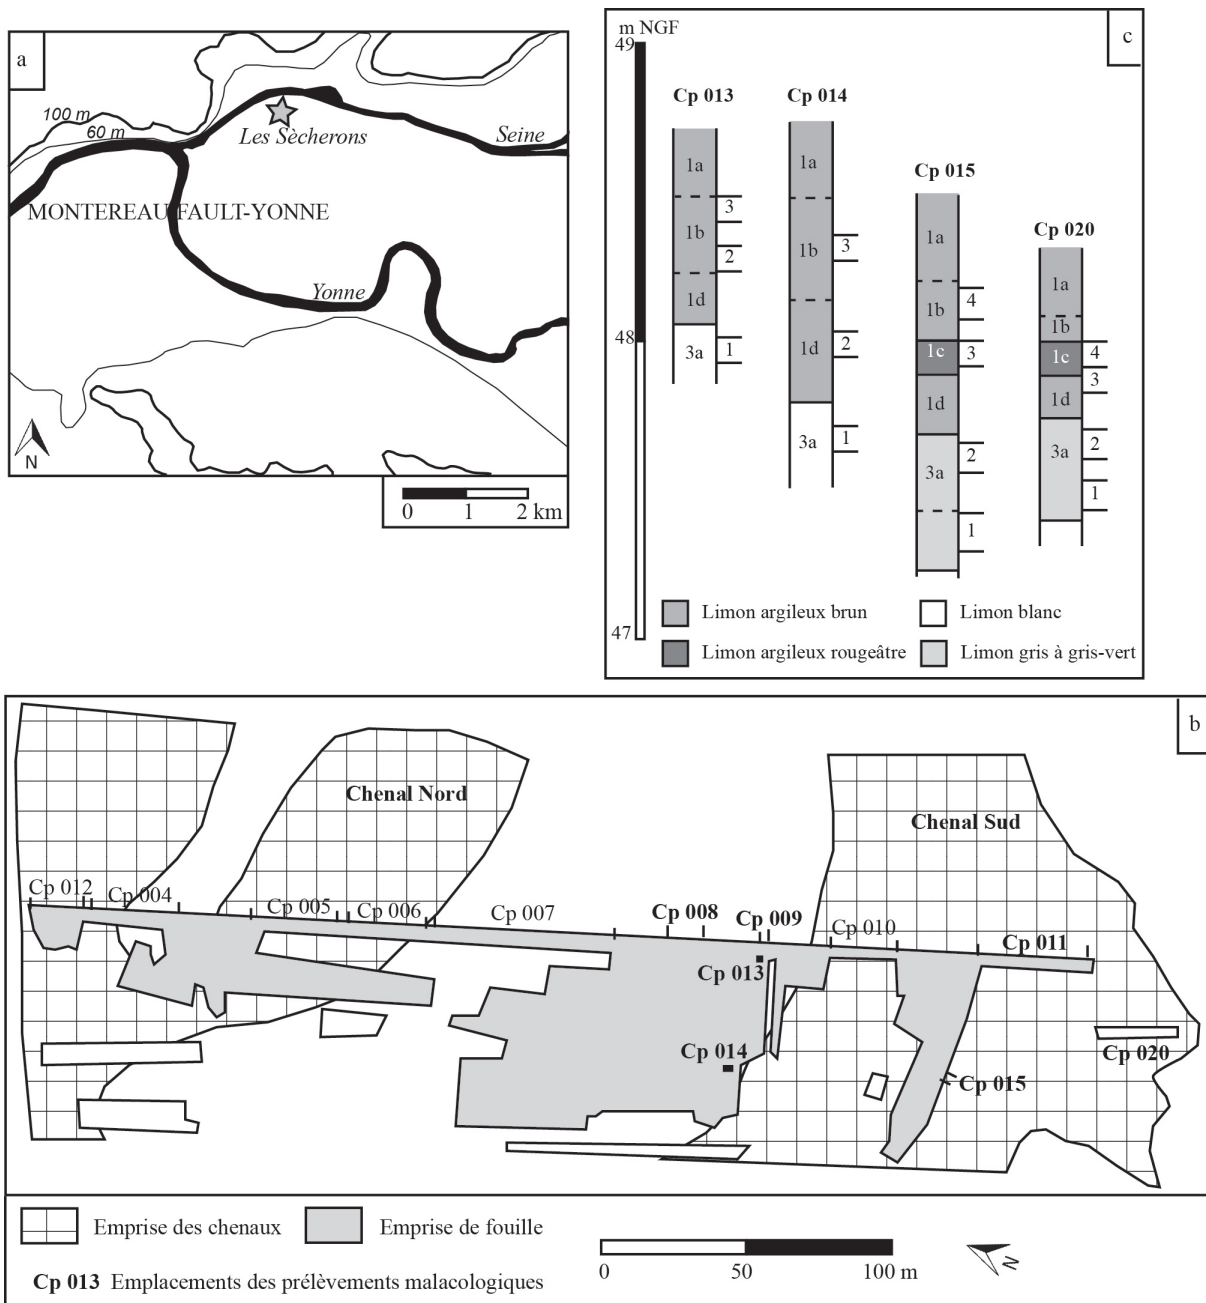 a
100 m
60 m
Les Sècherons
Seine
MONTEREAU FAULT-YONNE
Yonne
N
0 1 2 km
c
m NGF
49
48
47
Cp 013
1a
1b
1d
3a
3
2
1
Cp 014
1a
1b
1d
3a
3
2
1
Cp 015
1a
1b
1c
1d
3a
4
3
2
1
Cp 020
1a
1b
1c
1d
3a
4
3
2
1
Limon argileux brun
Limon blanc
Limon argileux rougeâtre
Limon gris à gris-vert
b
Chenal Nord
Chenal Sud
Cp 012
Cp 004
Cp 005
Cp 006
Cp 007
Cp 008
Cp 009
Cp 010
Cp 011
Cp 013
Cp 014
Cp 015
Cp 020
Emprise des chenaux
Emprise de fouille
Cp 013 Emplacements des prélèvements malacologiques
0 50 100 m
N